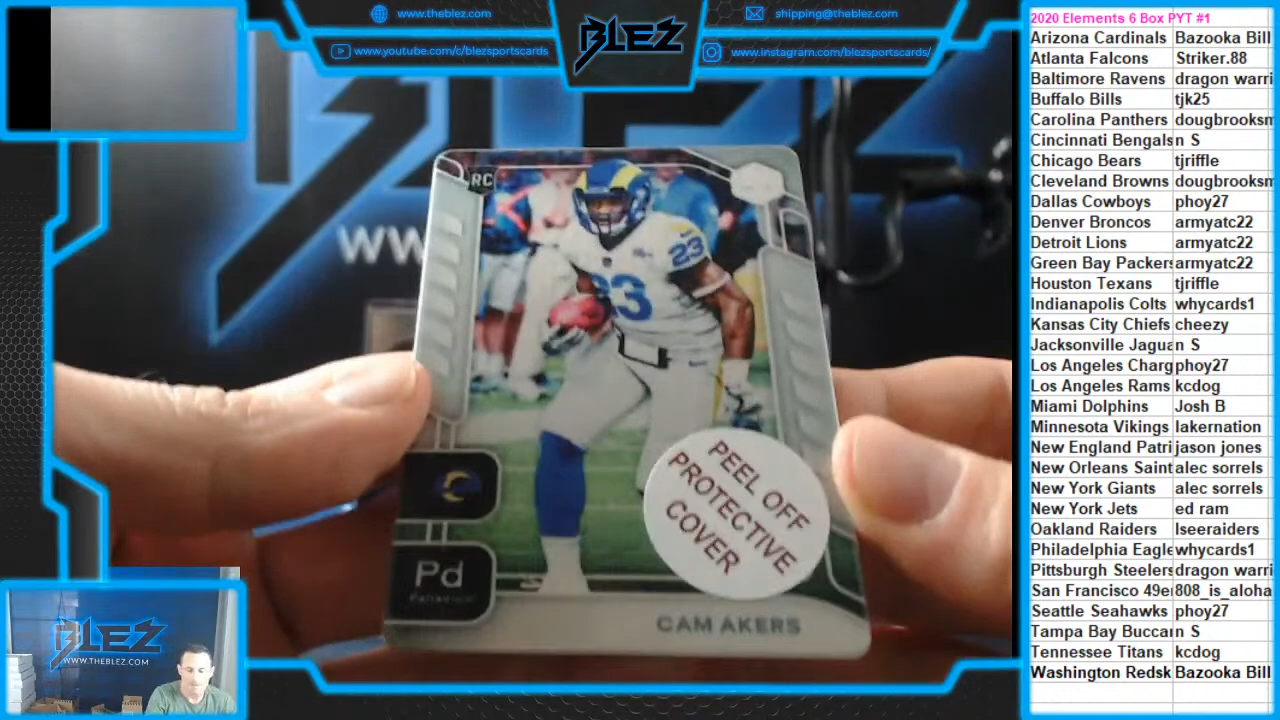 www.theblez.com
shipping@theblez.com
www.youtube.com/c/blezsportscards
www.instagram.com/blezsportscards/
BLEZ
RC
23
23
PEEL OFF
PROTECTIVE
COVER
Pd
Palladium
CAM AKERS
BLEZ
WWW.THEBLEZ.COM
2020 Elements 6 Box PYT #1
Arizona Cardinals Bazooka Bill
Atlanta Falcons Striker.88
Baltimore Ravens dragon warri
Buffalo Bills tjk25
Carolina Panthers dougbrooksm
Cincinnati Bengals n S
Chicago Bears tjriffle
Cleveland Browns dougbrooksm
Dallas Cowboys phoy27
Denver Broncos armyatc22
Detroit Lions armyatc22
Green Bay Packers armyatc22
Houston Texans tjriffle
Indianapolis Colts whycards1
Kansas City Chiefs cheezy
Jacksonville Jagua n S
Los Angeles Charg phoy27
Los Angeles Rams kcdog
Miami Dolphins Josh B
Minnesota Vikings lakernation
New England Patri jason jones
New Orleans Saint alec sorrels
New York Giants alec sorrels
New York Jets ed ram
Oakland Raiders lseeraiders
Philadelphia Eagle whycards1
Pittsburgh Steelers dragon warri
San Francisco 49e 808_is_aloha
Seattle Seahawks phoy27
Tampa Bay Buccan n S
Tennessee Titans kcdog
Washington Redsk Bazooka Bill